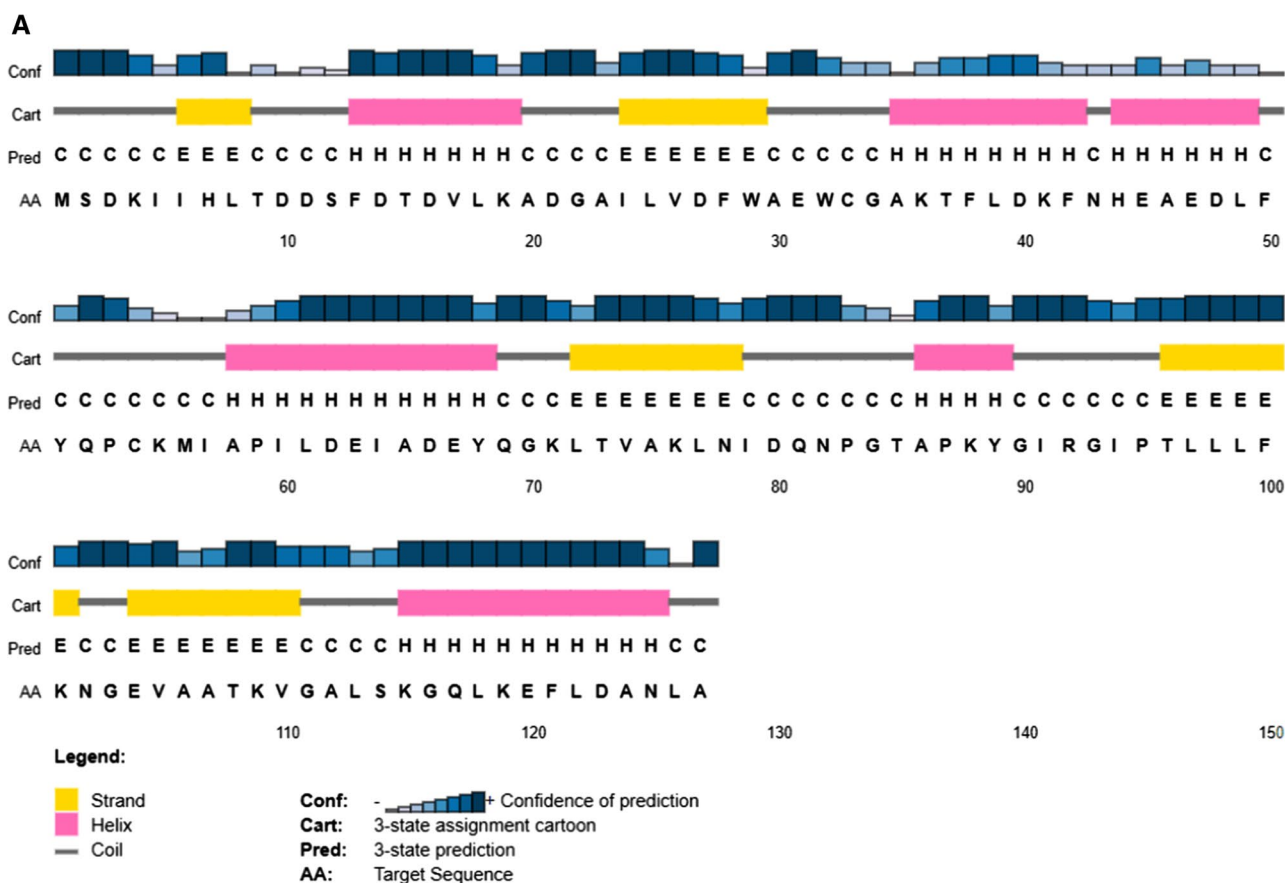 A
Conf
Cart
Pred C C C C C E E E C C C C H H H H H H H C C C C E E E E E E C C C C C H H H H H H H H C H H H H H H C
AA M S D K I I H L T D D S F D T D V L K A D G A I L V D F W A E W C G A K T F L D K F N H E A E D L F
10 20 30 40 50
Conf
Cart
Pred C C C C C C C H H H H H H H H H H H C C C E E E E E E E C C C C C C C H H H H C C C C C C E E E E E
AA Y Q P C K M I A P I L D E I A D E Y Q G K L T V A K L N I D Q N P G T A P K Y G I R G I P T L L L F
60 70 80 90 100
Conf
Cart
Pred E C C E E E E E E E C C C C H H H H H H H H H H H C C
AA K N G E V A A T K V G A L S K G Q L K E F L D A N L A
110 120 130 140 150
Legend:
Strand
Helix
Coil
Conf: - + Confidence of prediction
Cart: 3-state assignment cartoon
Pred: 3-state prediction
AA: Target Sequence